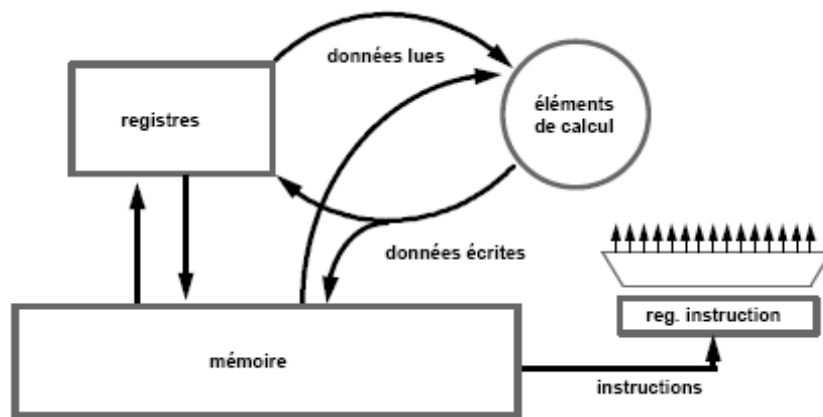 données lues
registres
éléments
de calcul
données écrites
reg. instruction
mémoire
instructions